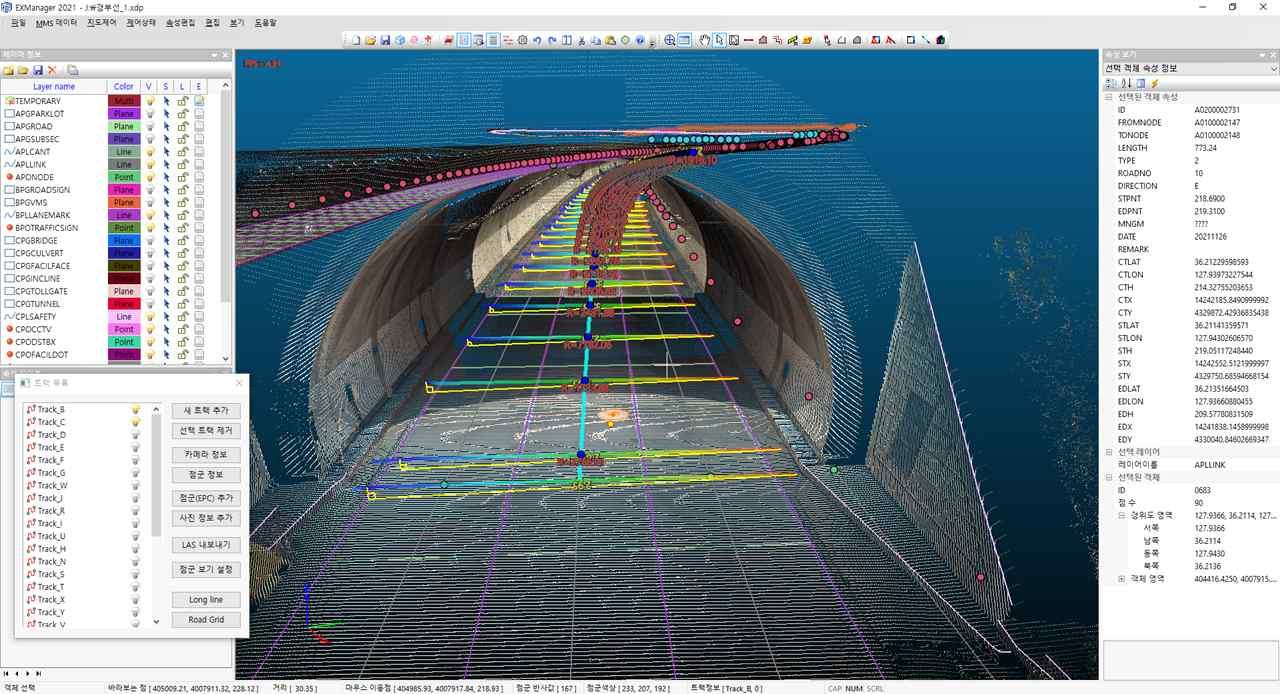 EXManager 2021 - J:￦경부선_1.xdp
파일 MMS 데이터 지도제어 제어상태 속성편집 편집 보기 도움말
레이어 정보
Layer name Color V S L E
TEMPORARY Multi
APGPARKLOT Plane
APGROAD Plane
APGSUBSEC Plane
APLCANT Line
APLLINK Line
APONODE Point
BPGROADSIGN Plane
BPGVMS Plane
BPLLANEMARK Line
BPOTRAFFICSIGN Point
CPGBRIDGE Plane
CPGCULVERT Plane
CPGFACILFACE Plane
CPGITCLINE Plane
CPGTOLLGATE Plane
CPGTUNNEL Plane
CPLSAFETY Line
CPOCCTV Point
CPODSTBX Point
CPOFACILDOT Point
트랙 목록
Track_B
Track_C
Track_D
Track_E
Track_F
Track_G
Track_W
Track_J
Track_R
Track_I
Track_U
Track_H
Track_N
Track_S
Track_T
Track_X
Track_Y
Track_V
새 트랙 추가
선택 트랙 제거
카메라 정보
점군 정보
점군(EPC) 추가
사진 정보 추가
LAS 내보내기
점군 보기 설정
Long line
Road Grid
속성 보기
선택 객체 속성 정보
선택된 객체 속성
ID A0200002731
FROMNODE A0100002147
TONODE A0100002148
LENGTH 773.24
TYPE 2
ROADNO 10
DIRECTION E
STPNT 218.6900
EDPNT 219.3100
MNGM ????
DATE 20211126
REMARK
CTLAT 36.21229598593
CTLON 127.93973227544
CTH 214.32755203653
CTX 14242185.8490999992
CTY 4329872.42936835438
STLAT 36.21141359571
STLON 127.94302606570
STH 219.05117248440
STX 14242552.5121999997
STY 4329750.68594668154
EDLAT 36.21351664503
EDLON 127.93660880455
EDH 209.57780831509
EDX 14241838.1458999998
EDY 4330040.84602669347
선택 레이어
레이어이름 APLLINK
선택된 객체
ID 0683
점 수 90
경위도 영역 127.9366, 36.2114, 127...
서쪽 127.9366
남쪽 36.2114
동쪽 127.9430
북쪽 36.2136
객체 영역 404416.4250, 4007915....
객체 선택 바라보는 점 [ 405009.21, 4007911.32, 228.12 ] 거리 [ 30.35 ] 마우스 이동점 [ 404985.93, 4007917.84, 218.93 ] 점군 반사값 [ 167 ] 점군색상 [ 233, 207, 192 ] 트랙정보 [ Track_B, 0 ] CAP NUM SCRL